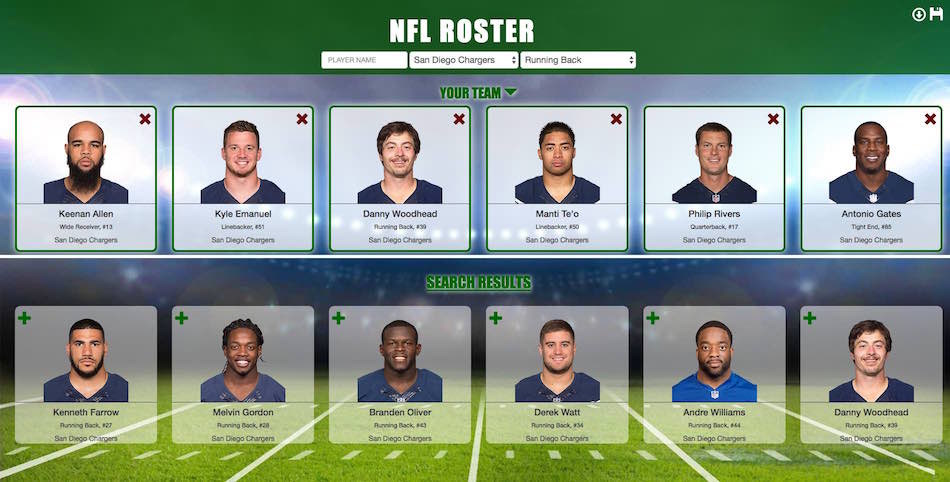 NFL ROSTER
PLAYER NAME
San Diego Chargers
Running Back
YOUR TEAM
Keenan Allen
Wide Receiver, #13
San Diego Chargers
Kyle Emanuel
Linebacker, #51
San Diego Chargers
Danny Woodhead
Running Back, #39
San Diego Chargers
Manti Te'o
Linebacker, #50
San Diego Chargers
Philip Rivers
Quarterback, #17
San Diego Chargers
Antonio Gates
Tight End, #85
San Diego Chargers
SEARCH RESULTS
Kenneth Farrow
Running Back, #27
San Diego Chargers
Melvin Gordon
Running Back, #28
San Diego Chargers
Branden Oliver
Running Back, #43
San Diego Chargers
Derek Watt
Running Back, #34
San Diego Chargers
Andre Williams
Running Back, #44
San Diego Chargers
Danny Woodhead
Running Back, #39
San Diego Chargers